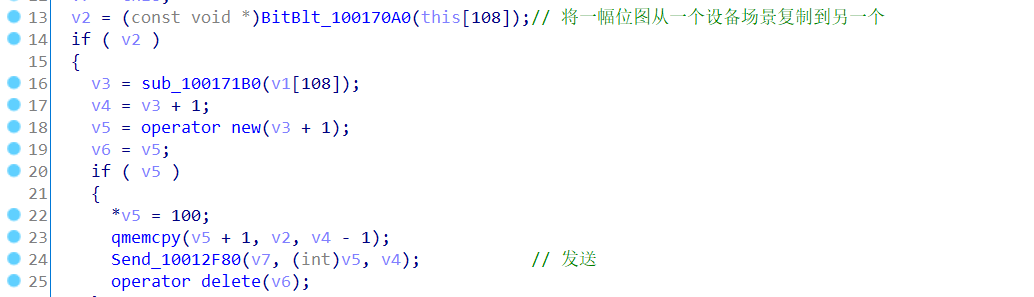 13 v2 = (const void *)BitBlt_100170A0(this[108]);// 将一幅位图从一个设备场景复制到另一个
14 if ( v2 )
15 {
16 v3 = sub_100171B0(v1[108]);
17 v4 = v3 + 1;
18 v5 = operator new(v3 + 1);
19 v6 = v5;
20 if ( v5 )
21 {
22 *v5 = 100;
23 qmemcpy(v5 + 1, v2, v4 - 1);
24 Send_10012F80(v7, (int)v5, v4); // 发送
25 operator delete(v6);